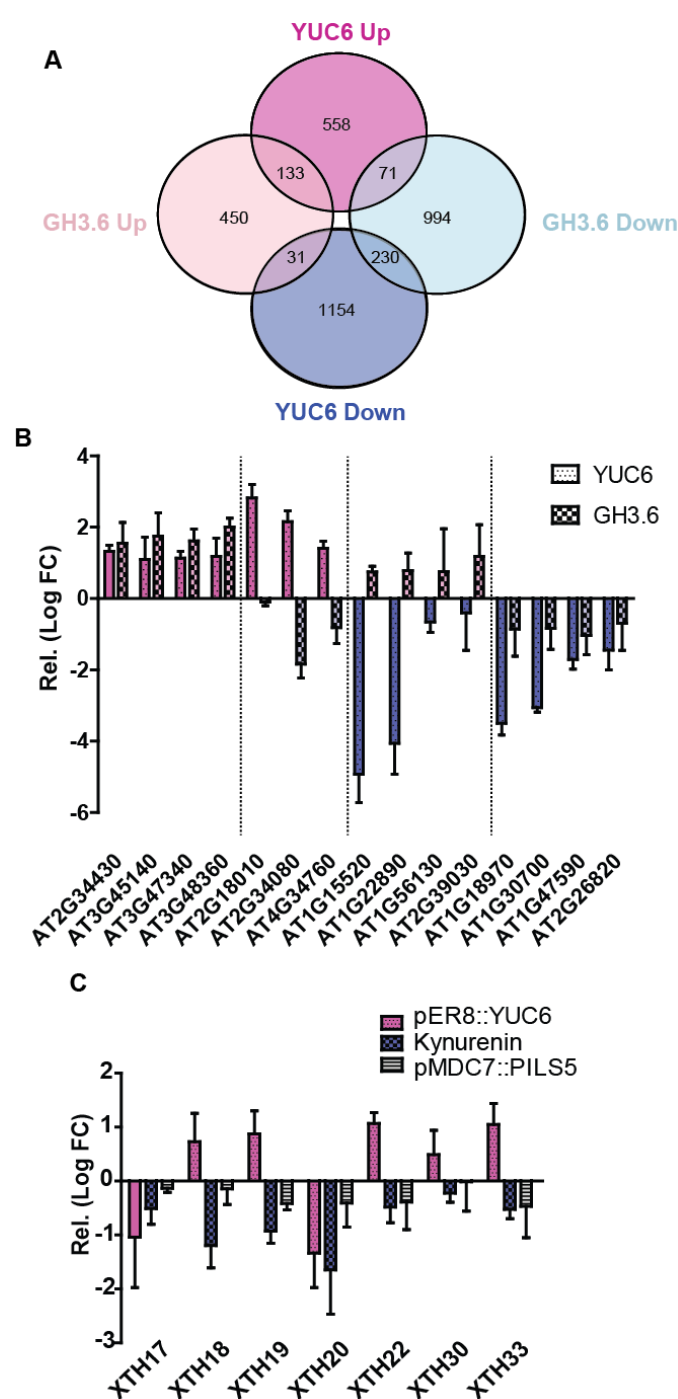 A
YUC6 Up
558
133
71
GH3.6 Up
450
994
GH3.6 Down
31
230
1154
YUC6 Down
B
4
2
0
-2
-4
-6
Rel. (Log FC)
YUC6
GH3.6
AT2G34430
AT3G45140
AT3G47340
AT3G48360
AT2G18010
AT2G34080
AT4G34760
AT1G15520
AT1G22890
AT1G56130
AT2G39030
AT1G18970
AT1G30700
AT1G47590
AT2G26820
C
pER8::YUC6
Kynurenin
pMDC7::PILS5
2
1
0
-1
-2
-3
Rel. (Log FC)
XTH17
XTH18
XTH19
XTH20
XTH22
XTH30
XTH33